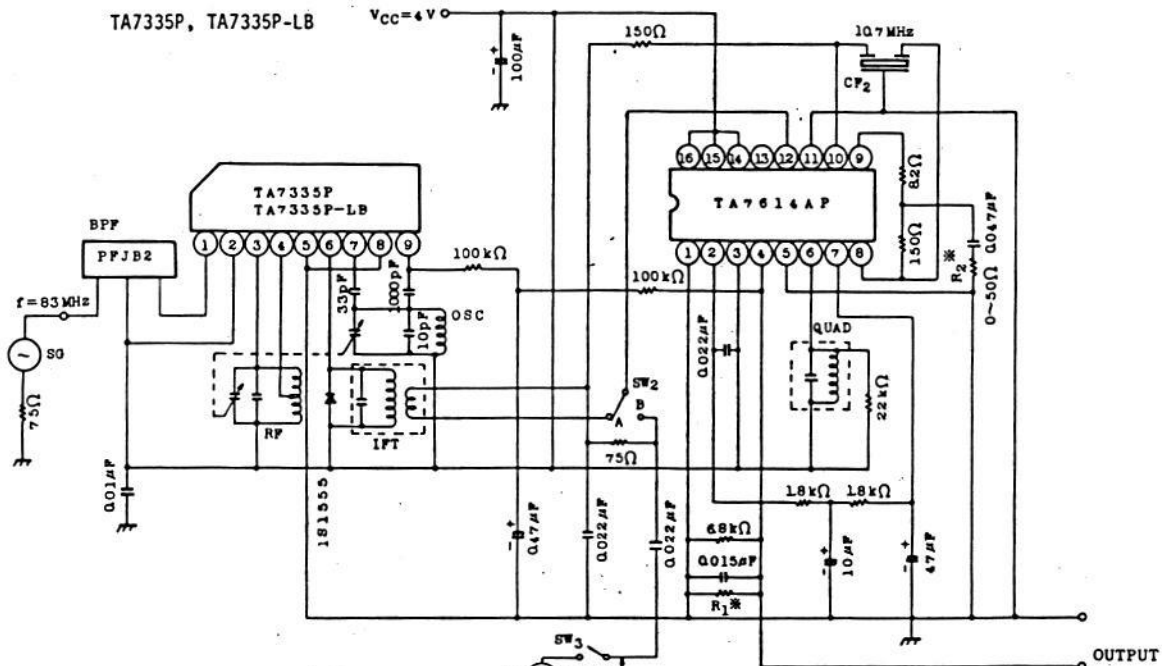 TA7335P, TA7335P-LB
VCC=4V
100μF
150Ω
10.7MHz
CF2
16 15 14 13 12 11 10 9
TA7335P
TA7335P-LB
TA7614AP
82Ω
0.047μF
BPF
PFJB2
1 2 3 4 5 6 7 8 9
1 2 3 4 5 6 7 8
150Ω
R2※
0~50Ω
100kΩ
100kΩ
f=83MHz
33pF
1000pF
10pF
OSC
SG
0.022μF
QUAD
75Ω
SW2
A
B
22kΩ
RF
IFT
75Ω
0.01μF
1S1555
0.47μF
0.022μF
0.022μF
1.8kΩ
1.8kΩ
6.8kΩ
0.015μF
R1※
10μF
47μF
SW3
OUTPUT